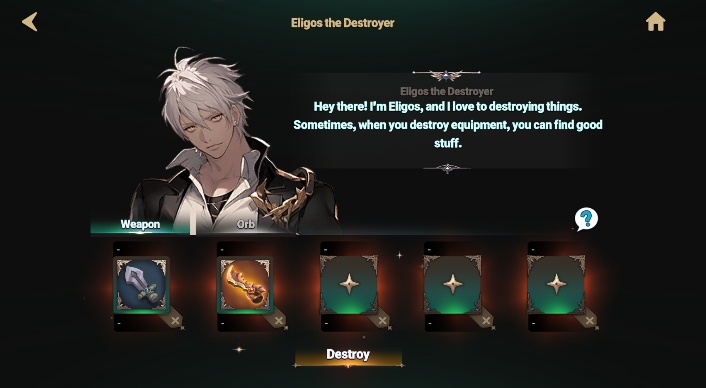 Eligos the Destroyer
Eligos the Destroyer
Hey there! I'm Eligos, and I love to destroying things.
Sometimes, when you destroy equipment, you can find good
stuff.
Weapon
Orb
?
- - - - -
- - - - -
Destroy